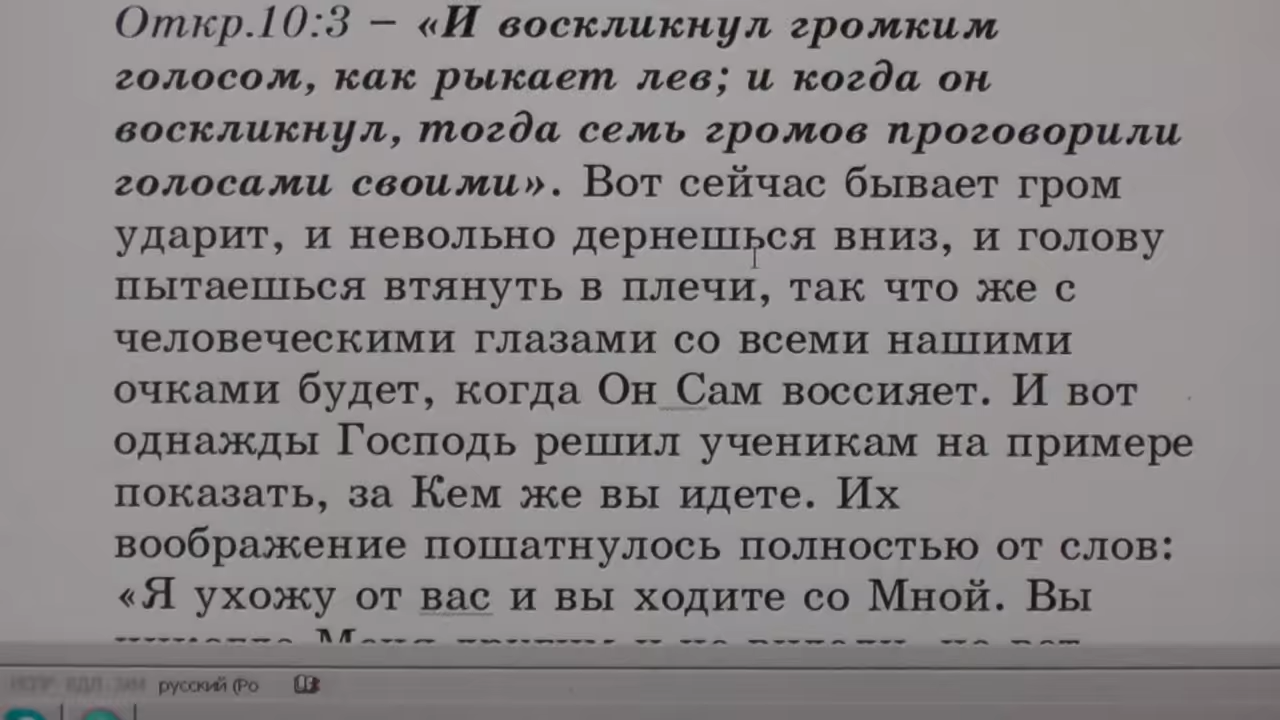 Откр.10:3 – «И воскликнул громким
голосом, как рыкает лев; и когда он
воскликнул, тогда семь громов проговорили
голосами своими». Вот сейчас бывает гром
ударит, и невольно дернешься вниз, и голову
пытаешься втянуть в плечи, так что же с
человеческими глазами со всеми нашими
очками будет, когда Он Сам воссияет. И вот
однажды Господь решил ученикам на примере
показать, за Кем же вы идете. Их
воображение пошатнулось полностью от слов:
«Я ухожу от вас и вы ходите со Мной. Вы
русский (Ро